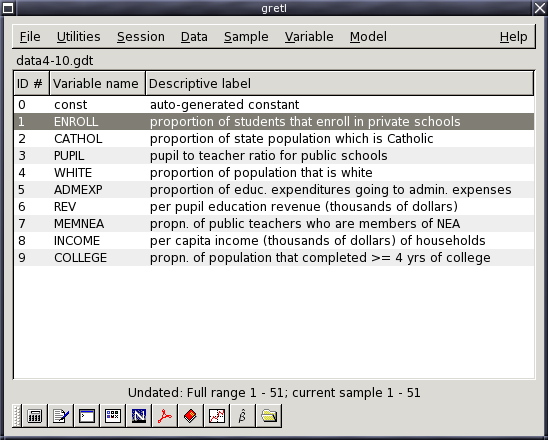 gretl
File Utilities Session Data Sample Variable Model Help
data4-10.gdt
ID # Variable name Descriptive label
0 const auto-generated constant
1 ENROLL proportion of students that enroll in private schools
2 CATHOL proportion of state population which is Catholic
3 PUPIL pupil to teacher ratio for public schools
4 WHITE proportion of population that is white
5 ADMEXP proportion of educ. expenditures going to admin. expenses
6 REV per pupil education revenue (thousands of dollars)
7 MEMNEA propn. of public teachers who are members of NEA
8 INCOME per capita income (thousands of dollars) of households
9 COLLEGE propn. of population that completed >= 4 yrs of college
Undated: Full range 1 - 51; current sample 1 - 51
N β̂